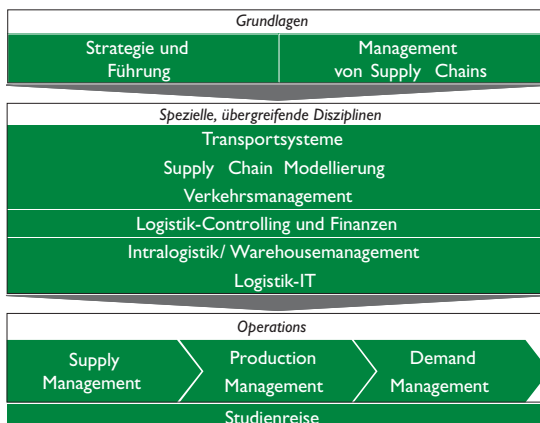 Grundlagen
Strategie und
Führung
Management
von Supply Chains
Spezielle, übergreifende Disziplinen
Transportsysteme
Supply Chain Modellierung
Verkehrsmanagement
Logistik-Controlling und Finanzen
Intralogistik/ Warehousemanagement
Logistik-IT
Operations
Supply
Management
Production
Management
Demand
Management
Studienreise